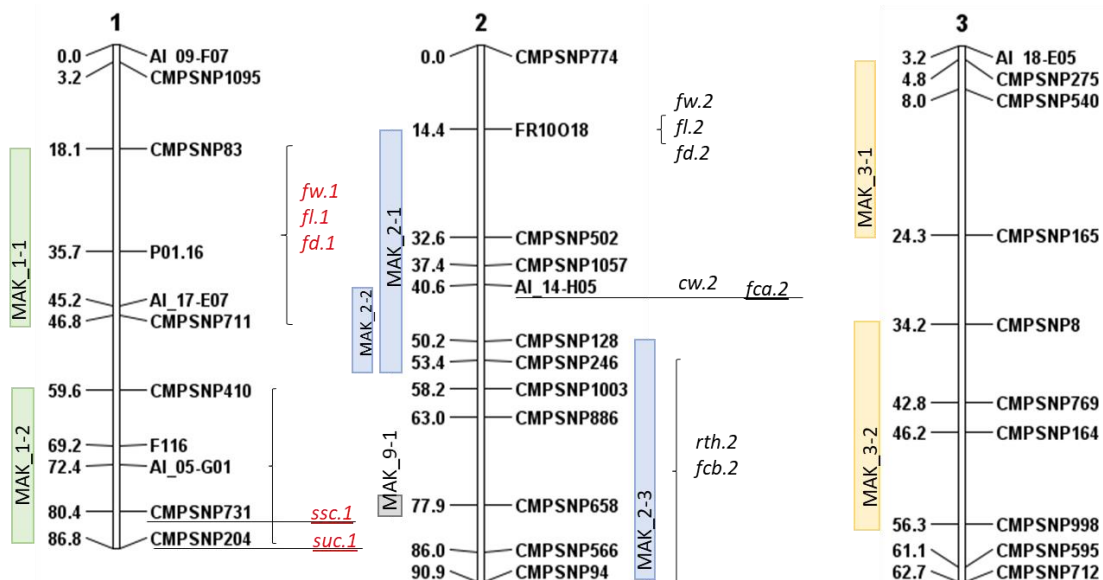 1
0.0 AI_09-F07
3.2 CMPSNP1095
18.1 CMPSNP83
35.7 P01.16
45.2 AI_17-E07
46.8 CMPSNP711
59.6 CMPSNP410
69.2 F116
72.4 AI_05-G01
80.4 CMPSNP731
86.8 CMPSNP204
MAK_1-1
MAK_1-2
fw.1
fl.1
fd.1
ssc.1
suc.1
2
0.0 CMPSNP774
14.4 FR10O18
32.6 CMPSNP502
37.4 CMPSNP1057
40.6 AI_14-H05
50.2 CMPSNP128
53.4 CMPSNP246
58.2 CMPSNP1003
63.0 CMPSNP886
77.9 CMPSNP658
86.0 CMPSNP566
90.9 CMPSNP94
MAK_2-1
MAK_2-2
MAK_9-1
MAK_2-3
fw.2
fl.2
fd.2
cw.2 fca.2
rth.2
fcb.2
3
3.2 AI_18-E05
4.8 CMPSNP275
8.0 CMPSNP540
24.3 CMPSNP165
34.2 CMPSNP8
42.8 CMPSNP769
46.2 CMPSNP164
56.3 CMPSNP998
61.1 CMPSNP595
62.7 CMPSNP712
MAK_3-1
MAK_3-2